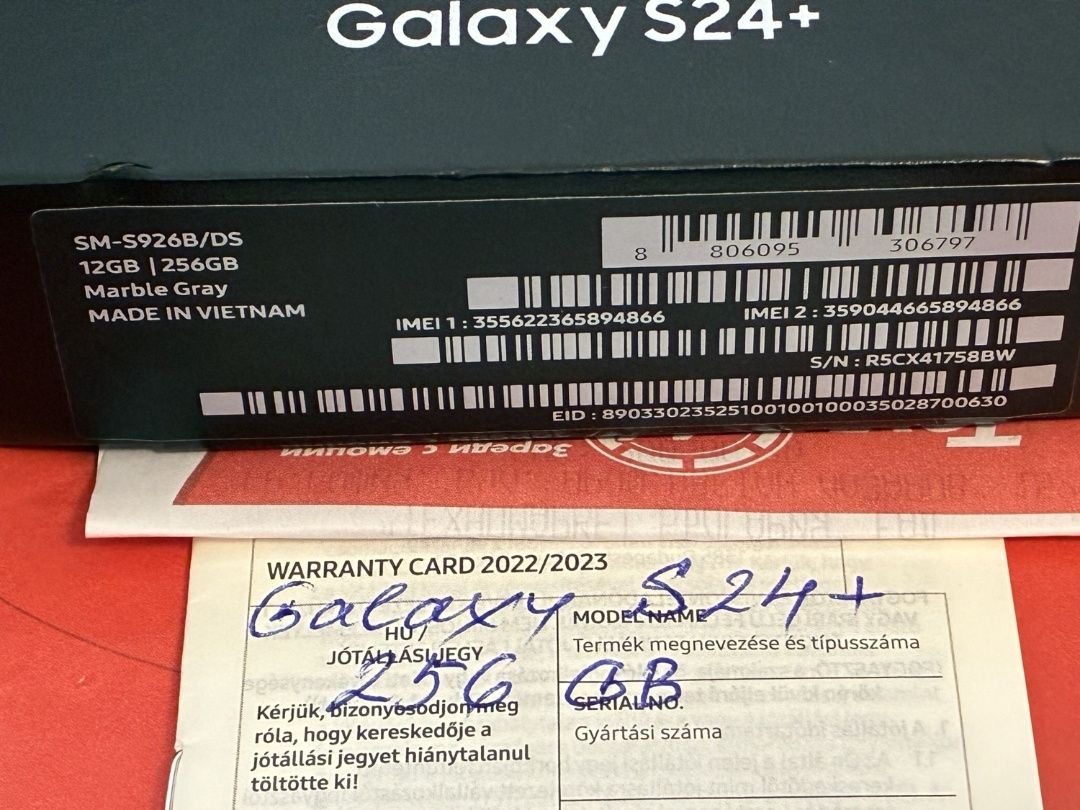 Galaxy S24+
SM-S926B/DS
12GB | 256GB
Marble Gray
MADE IN VIETNAM
8 806095 306797
IMEI 1 : 355622365894866
IMEI 2 : 359044665894866
S/N : R5CX41758BW
EID : 89033023525100100100035028700630
Зареди с емоции
WARRANTY CARD 2022/2023
Galaxy S24+
HU /
JÓTÁLLÁSI JEGY
MODEL NAME
Termék megnevezése és típusszáma
256 GB
Kérjük, bizonyosodjon meg
róla, hogy kereskedője a
jótállási jegyet hiánytalanul
töltötte ki!
SERIAL NO.
Gyártási száma